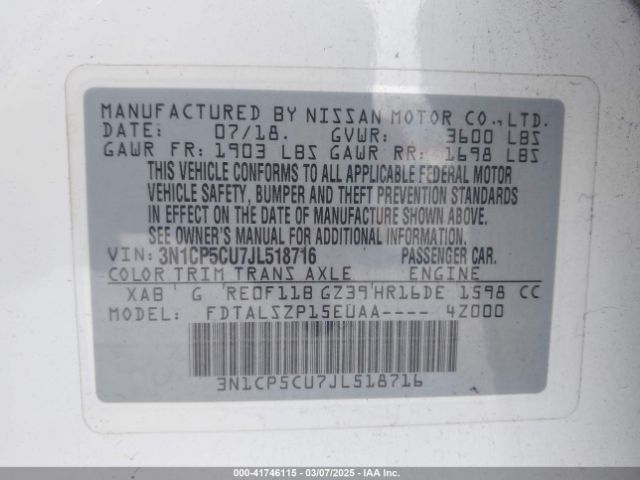 MANUFACTURED BY NISSAN MOTOR CO.,LTD.
DATE: 07/18. GVWR: 3600 LBS
GAWR FR: 1903 LBS GAWR RR: 1698 LBS
THIS VEHICLE CONFORMS TO ALL APPLICABLE FEDERAL MOTOR
VEHICLE SAFETY, BUMPER AND THEFT PREVENTION STANDARDS
IN EFFECT ON THE DATE OF MANUFACTURE SHOWN ABOVE.
SEE OWNER'S MANUAL FOR ADDITIONAL INFORMATION.
VIN: 3N1CP5CU7JL518716 PASSENGER CAR.
COLOR TRIM TRANS AXLE ENGINE
XAB G RE0F11B GZ39 HR16DE 1598 CC
MODEL: FDTALSZP15EUAA---- 4Z000
3N1CP5CU7JL518716
000-41746115 — 03/07/2025 — IAA Inc.